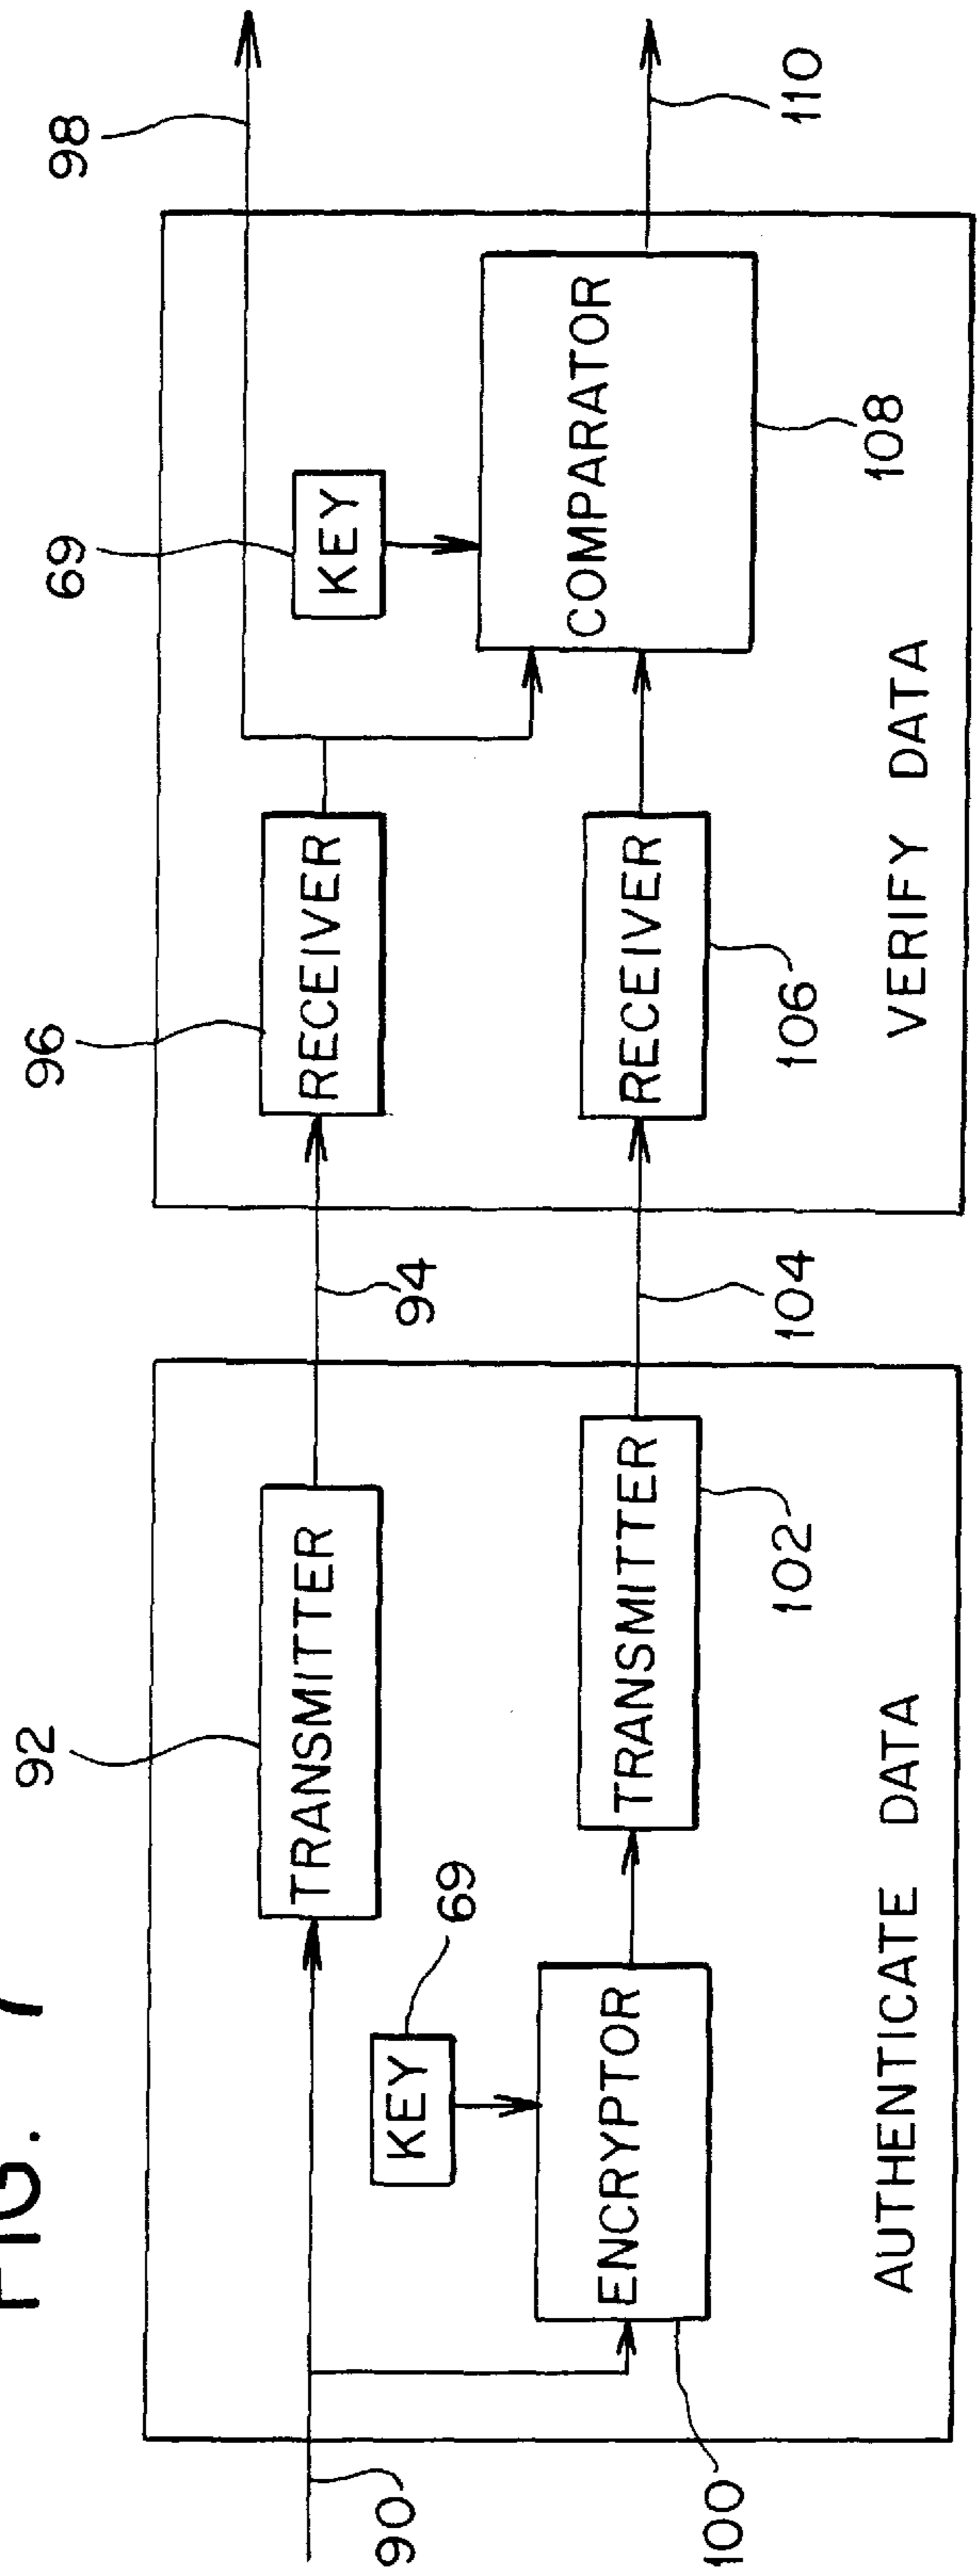 FIG. 7
92
69
TRANSMITTER
KEY
ENCRYPTOR
TRANSMITTER
90
100
102
AUTHENTICATE DATA
94
104
96
69
98
RECEIVER
KEY
RECEIVER
COMPARATOR
106
108
110
VERIFY DATA